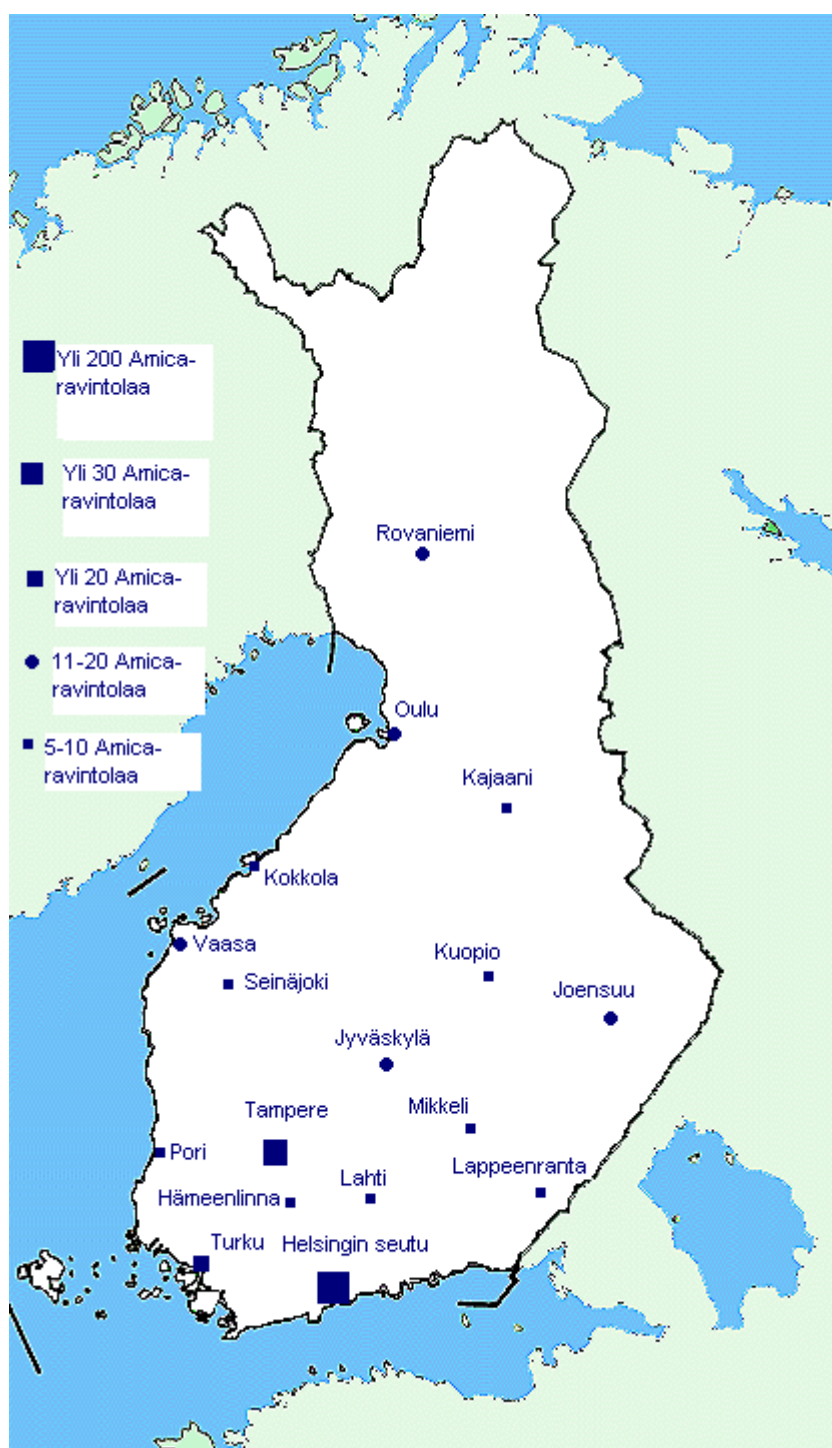 Yli 200 Amica-
ravintolaa
Yli 30 Amica-
ravintolaa
Yli 20 Amica-
ravintolaa
11-20 Amica-
ravintolaa
5-10 Amica-
ravintolaa
Rovaniemi
Oulu
Kajaani
Kokkola
Vaasa
Seinäjoki
Kuopio
Joensuu
Jyväskylä
Mikkeli
Tampere
Pori
Lappeenranta
Lahti
Hämeenlinna
Turku
Helsingin seutu